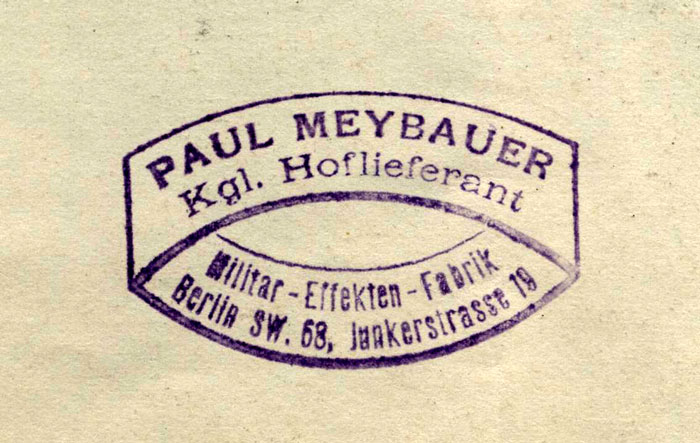 PAUL MEYBAUER
Kgl. Hoflieferant
Militar-Effekten-Fabrik
Berlin SW. 68, Junkerstrasse 19